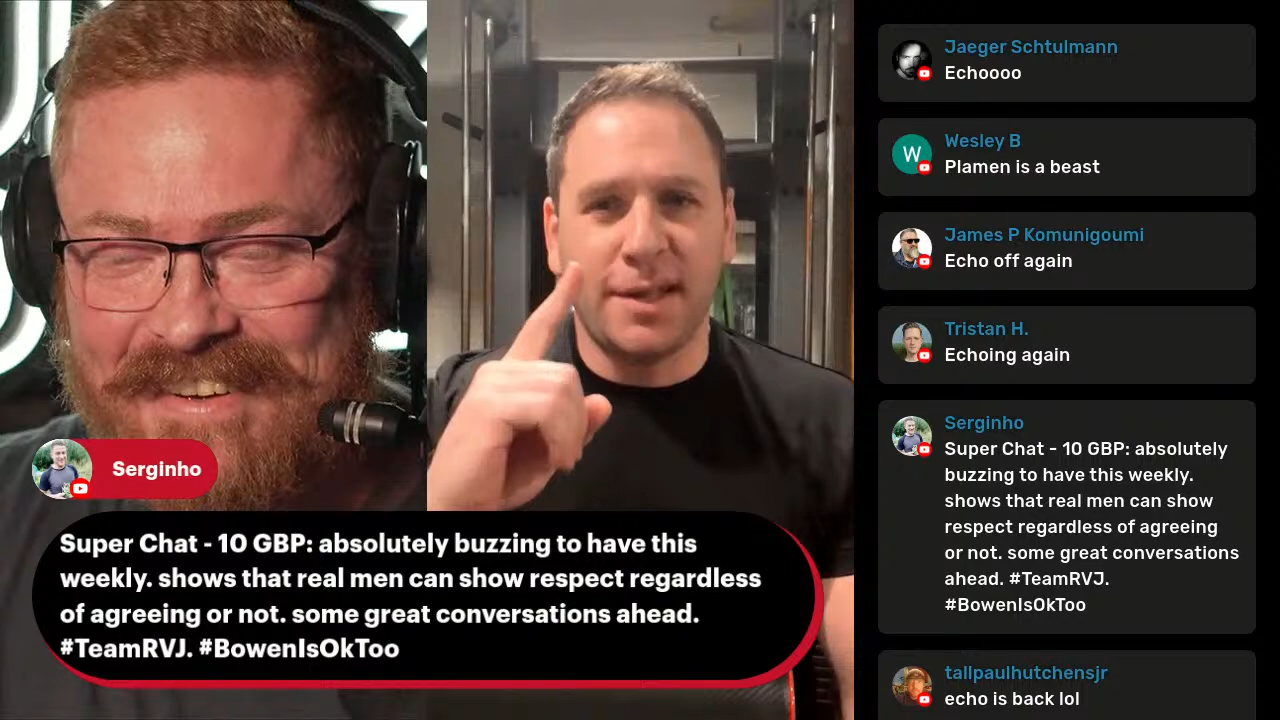 Serginho
Super Chat - 10 GBP: absolutely buzzing to have this
weekly. shows that real men can show respect regardless
of agreeing or not. some great conversations ahead.
#TeamRVJ. #BowenIsOkToo
Jaeger Schtulmann
Echoooo
W
Wesley B
Plamen is a beast
James P Komunigoumi
Echo off again
Tristan H.
Echoing again
Serginho
Super Chat - 10 GBP: absolutely
buzzing to have this weekly.
shows that real men can show
respect regardless of agreeing
or not. some great conversations
ahead. #TeamRVJ.
#BowenIsOkToo
tallpaulhutchensjr
echo is back lol